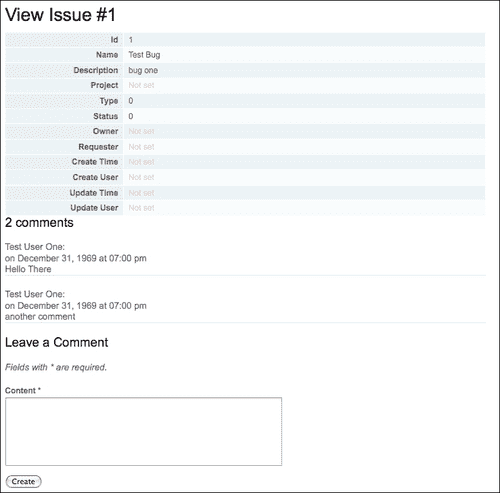 View Issue #1
Id 1
Name Test Bug
Description bug one
Project Not set
Type 0
Status 0
Owner Not set
Requester Not set
Create Time Not set
Create User Not set
Update Time Not set
Update User Not set
2 comments
Test User One:
on December 31, 1969 at 07:00 pm
Hello There
Test User One:
on December 31, 1969 at 07:00 pm
another comment
Leave a Comment
Fields with * are required.
Content *
Create